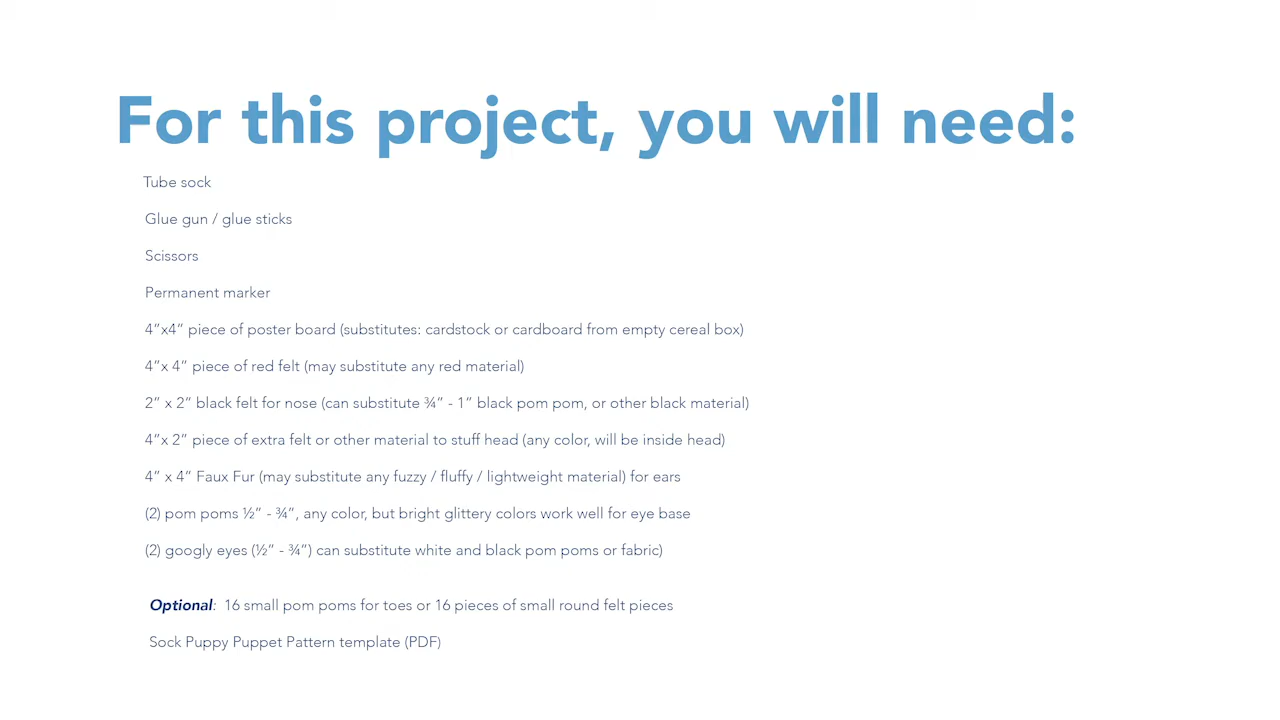 For this project, you will need:
Tube sock
Glue gun / glue sticks
Scissors
Permanent marker
4”x4” piece of poster board (substitutes: cardstock or cardboard from empty cereal box)
4”x 4” piece of red felt (may substitute any red material)
2” x 2” black felt for nose (can substitute ¾” - 1” black pom pom, or other black material)
4”x 2” piece of extra felt or other material to stuff head (any color, will be inside head)
4” x 4” Faux Fur (may substitute any fuzzy / fluffy / lightweight material) for ears
(2) pom poms ½” - ¾”, any color, but bright glittery colors work well for eye base
(2) googly eyes (½” - ¾”) can substitute white and black pom poms or fabric)
Optional: 16 small pom poms for toes or 16 pieces of small round felt pieces
Sock Puppy Puppet Pattern template (PDF)